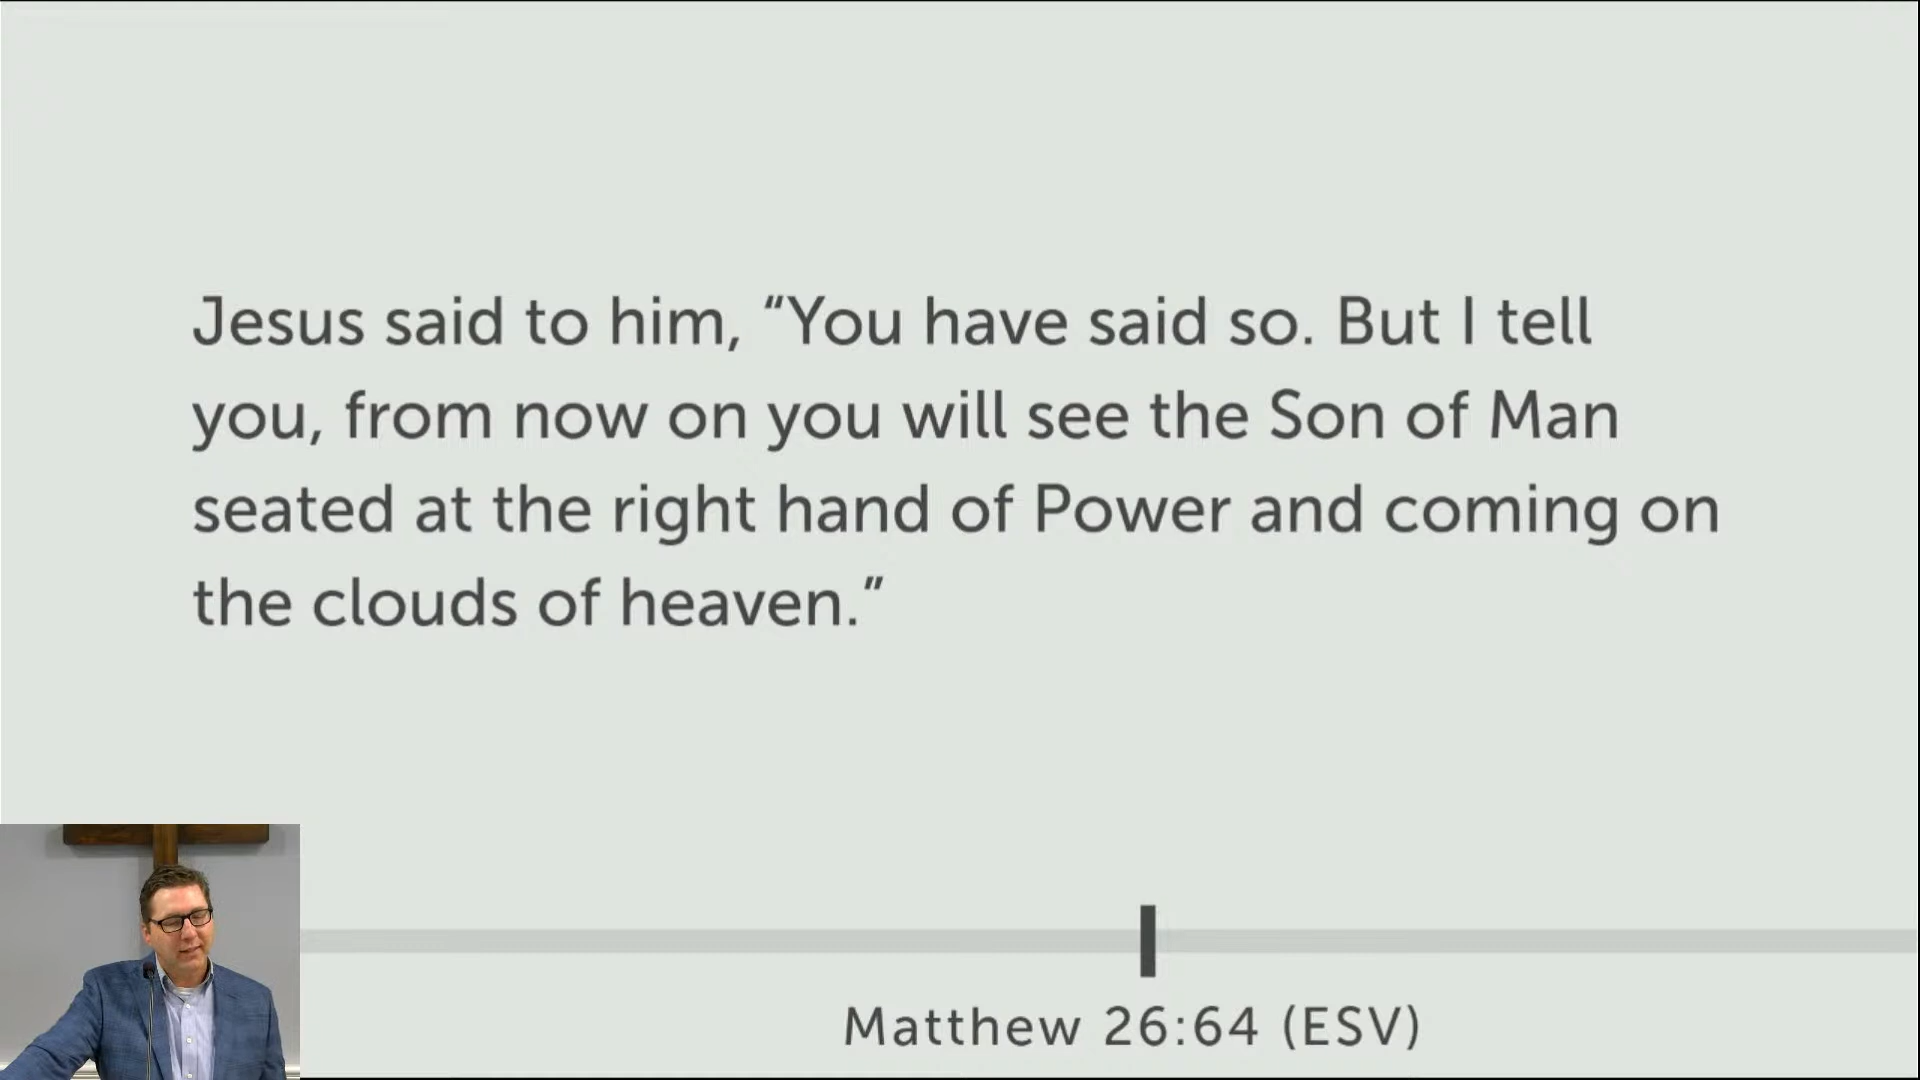 Jesus said to him, “You have said so. But I tell
you, from now on you will see the Son of Man
seated at the right hand of Power and coming on
the clouds of heaven.”
Matthew 26:64 (ESV)